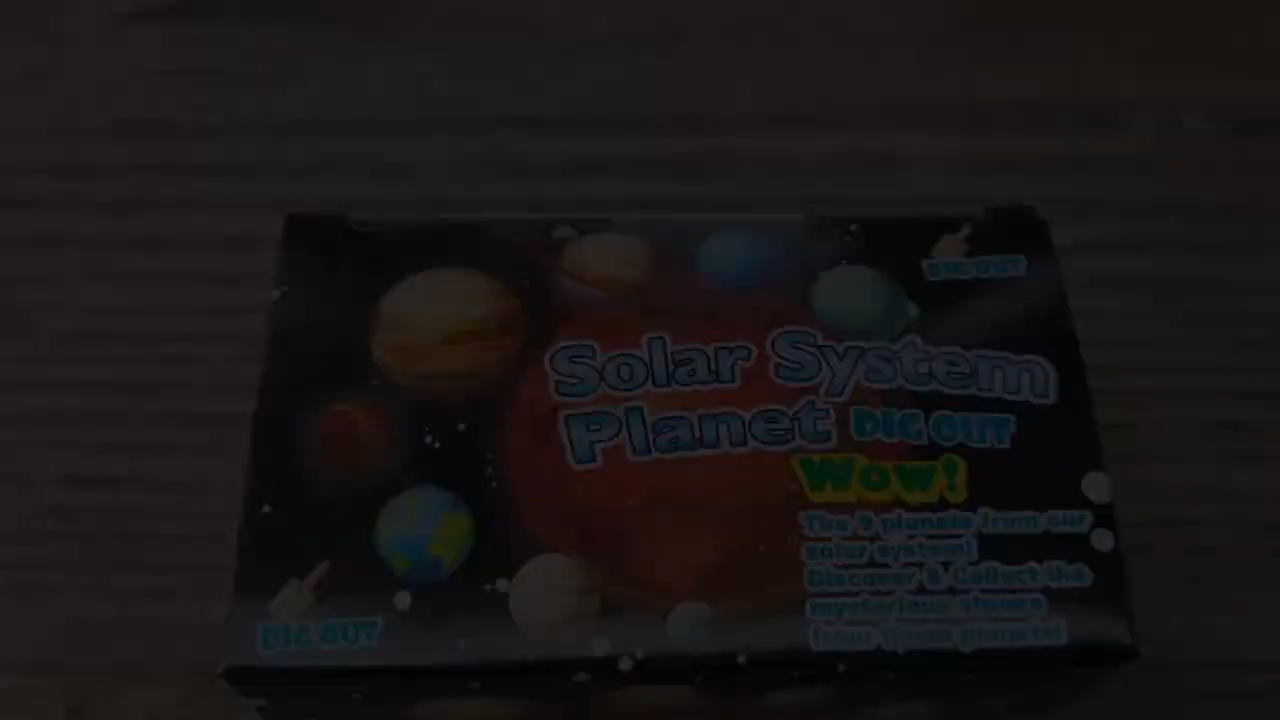 DIG OUT
Solar System
Planet DIG OUT
Wow!
The 9 planets from our
solar system!
Discover & Collect the
mysterious stones
from these planets!
DIG OUT